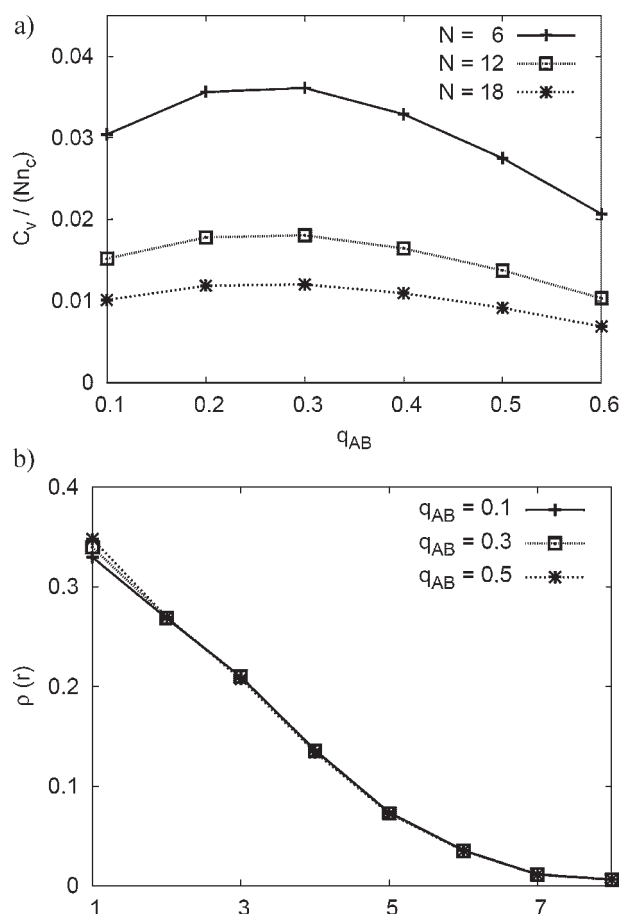 a)
N = 6
N = 12
N = 18
C_V / (Nn_c)
0.04
0.03
0.02
0.01
0
0.1 0.2 0.3 0.4 0.5 0.6
q_AB
b)
q_AB = 0.1
q_AB = 0.3
q_AB = 0.5
ρ (r)
0.4
0.3
0.2
0.1
0
1 3 5 7